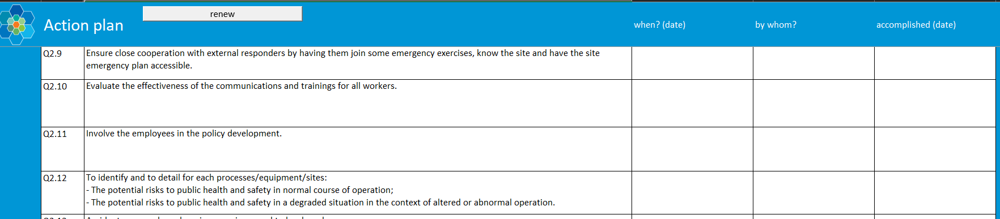 renew
Action plan
when? (date)
by whom?
accomplished (date)
Q2.9
Ensure close cooperation with external responders by having them join some emergency exercises, know the site and have the site
emergency plan accessible.
Q2.10
Evaluate the effectiveness of the communications and trainings for all workers.
Q2.11
Involve the employees in the policy development.
Q2.12
To identify and to detail for each processes/equipment/sites:
- The potential risks to public health and safety in normal course of operation;
- The potential risks to public health and safety in a degraded situation in the context of altered or abnormal operation.